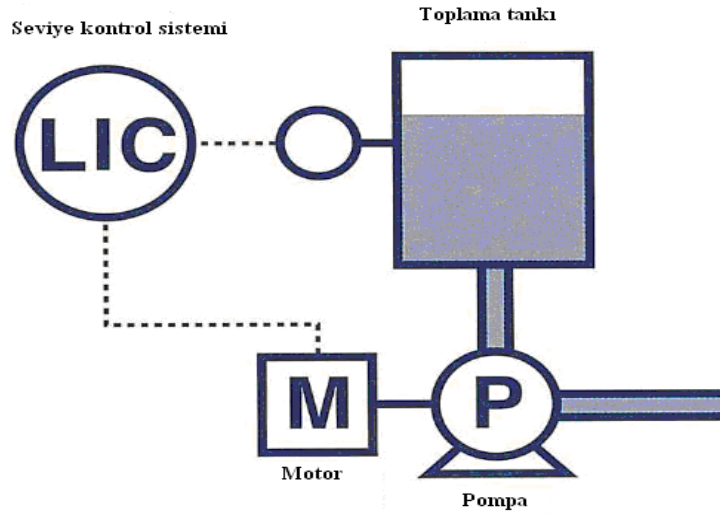 Toplama tankı
Seviye kontrol sistemi
LIC
M
P
Motor
Pompa